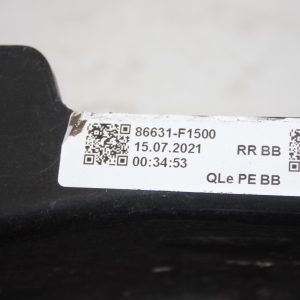 86631-F1500
15.07.2021 RR BB
00:34:53
QLe PE BB